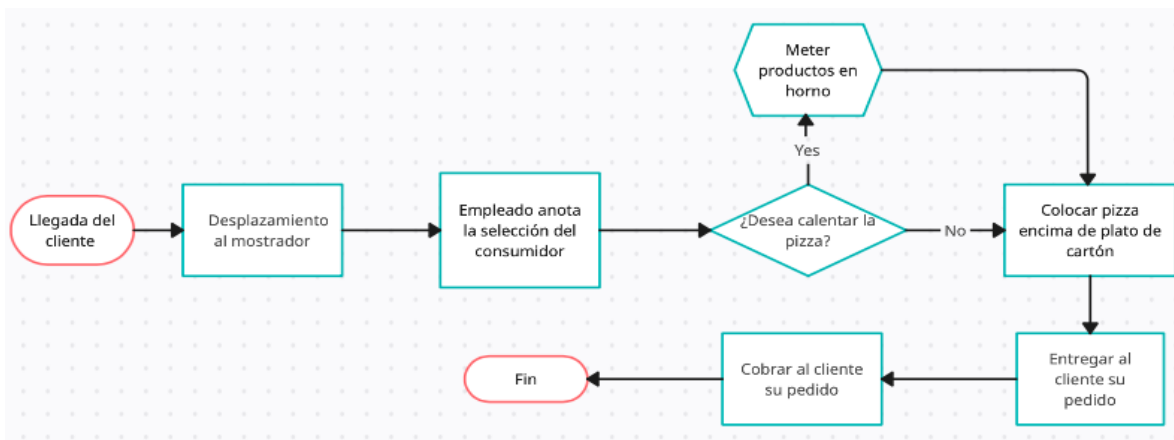 Llegada del
cliente
Desplazamiento
al mostrador
Empleado anota
la selección del
consumidor
¿Desea calentar la
pizza?
Yes
Meter
productos en
horno
No
Colocar pizza
encima de plato de
cartón
Entregar al
cliente su
pedido
Cobrar al cliente
su pedido
Fin